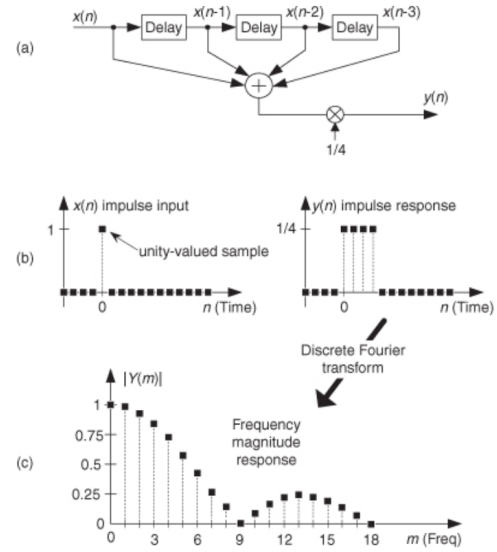 x(n) x(n-1) x(n-2) x(n-3)
Delay Delay Delay
(a)
+
y(n)
1/4
x(n) impulse input
1
unity-valued sample
(b)
0
n (Time)
y(n) impulse response
1/4
0
n (Time)
Discrete Fourier
transform
|Y(m)|
1
0.75
0.5
0.25
0
Frequency
magnitude
response
(c)
0 3 6 9 12 15 18 m (Freq)